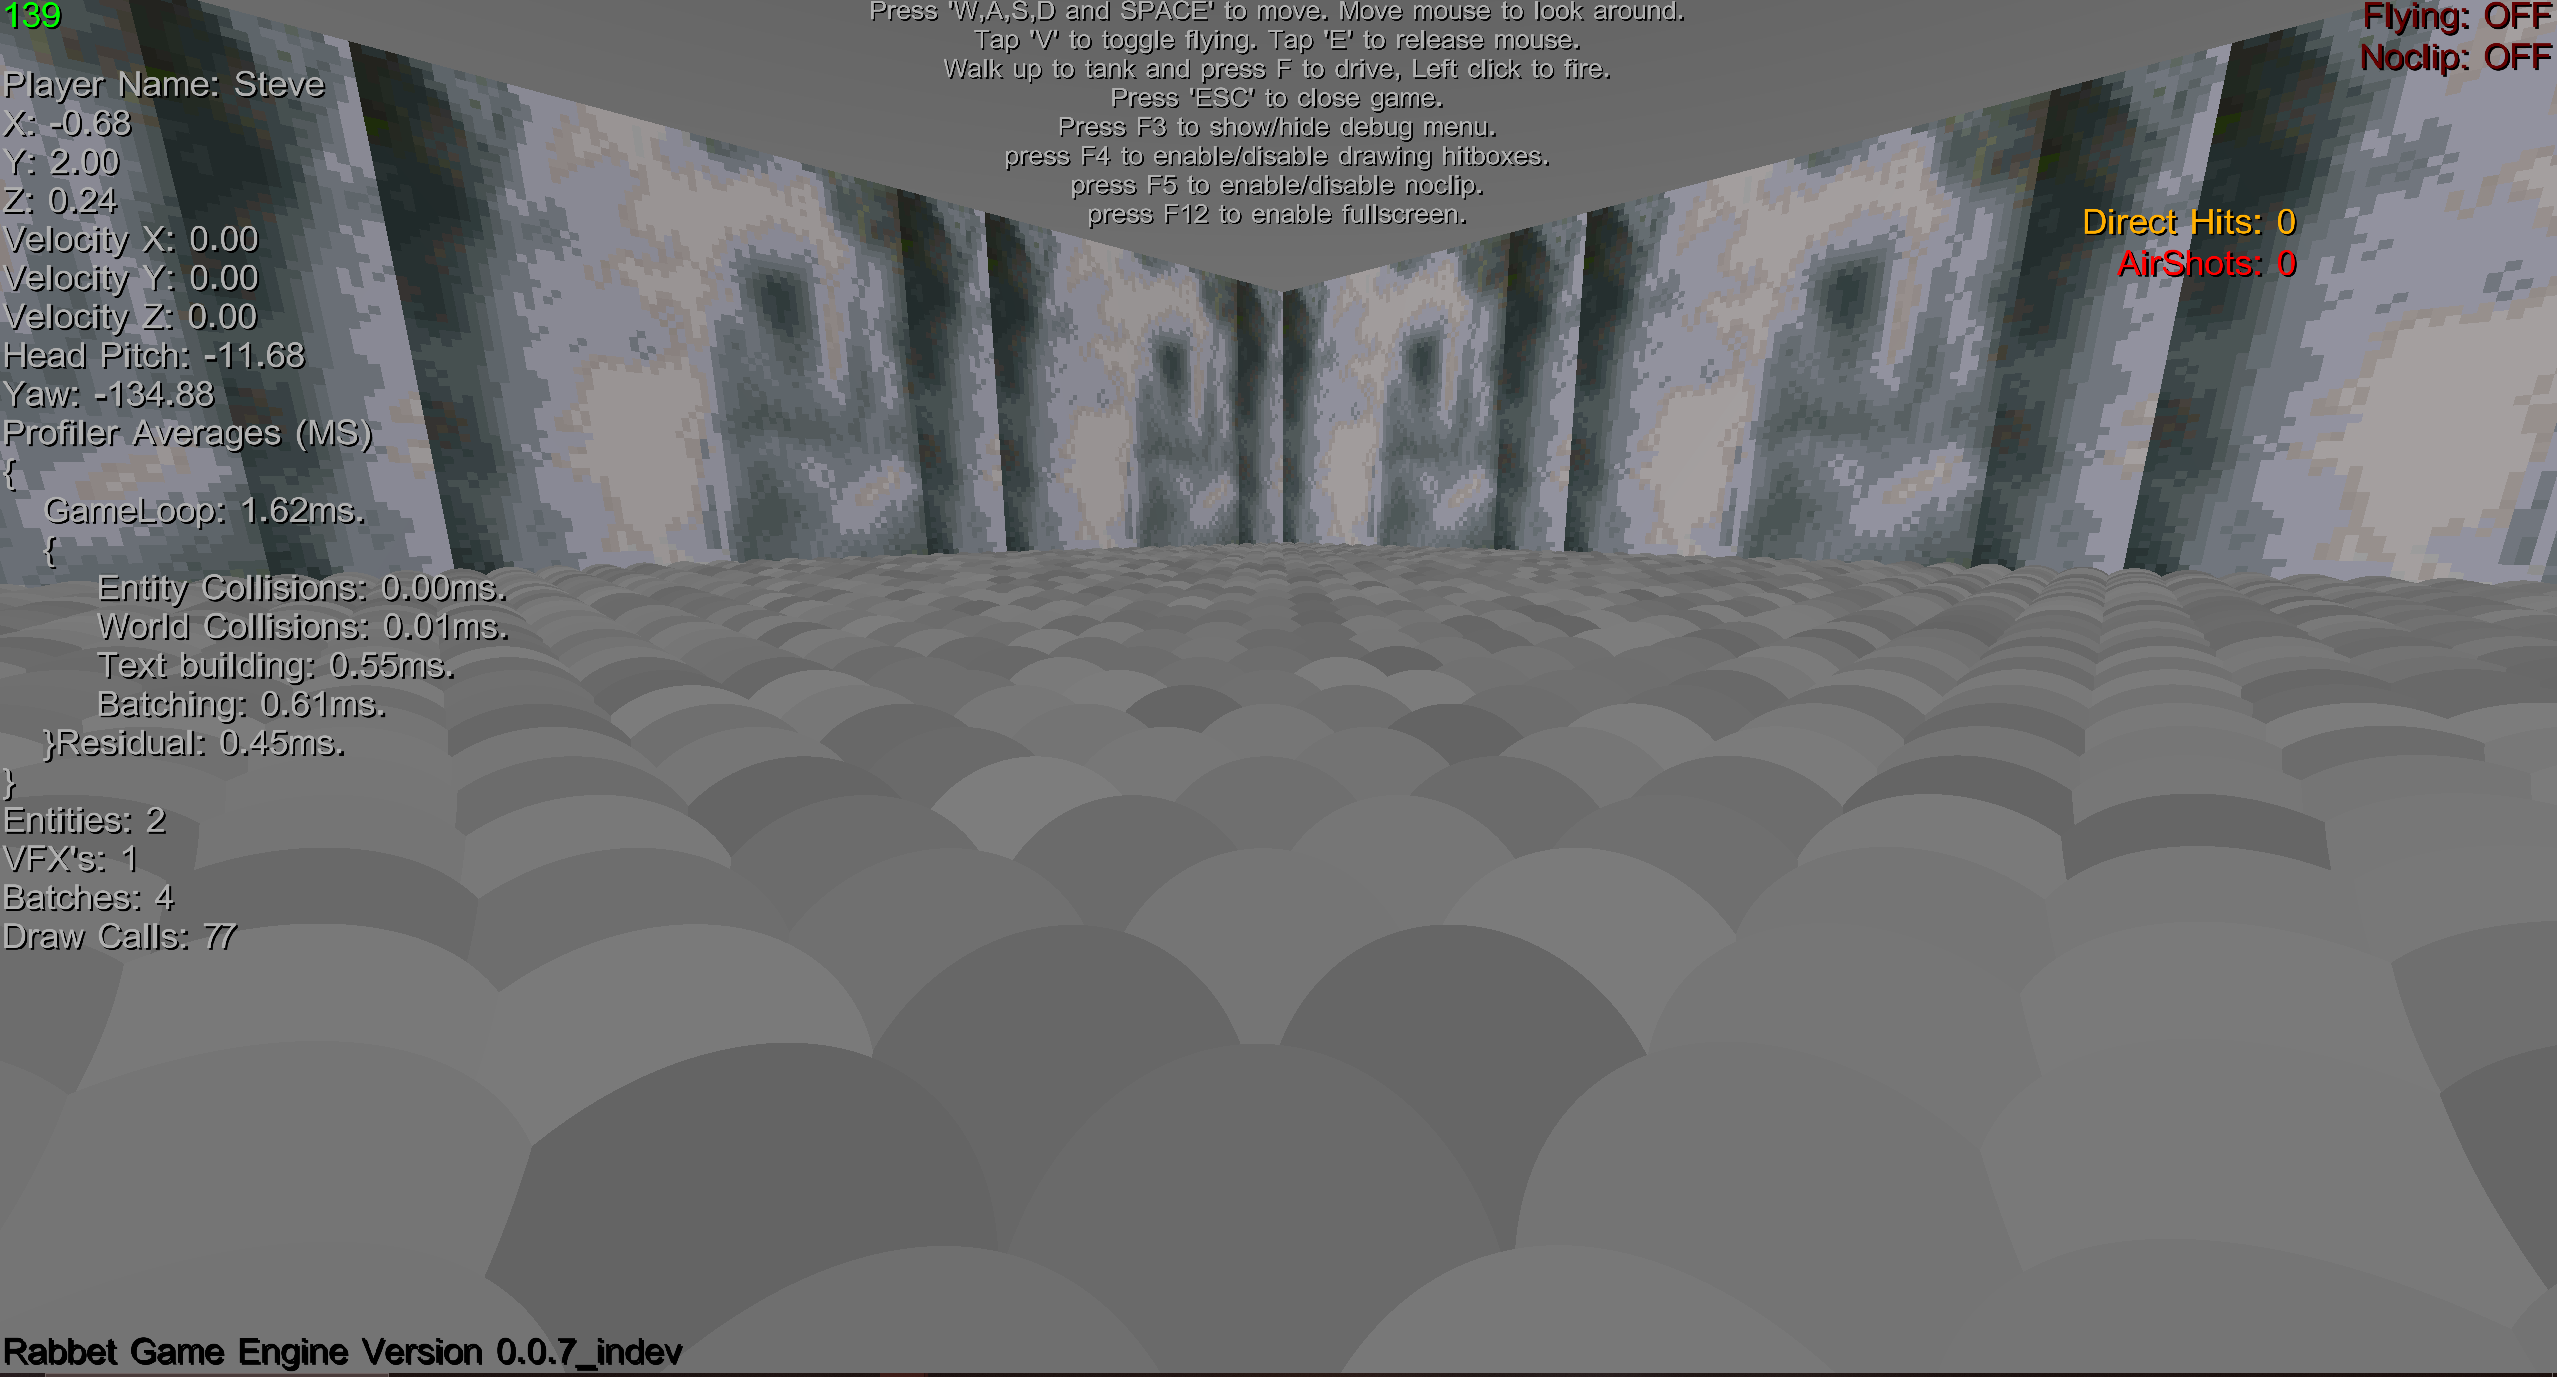 139
Press 'W,A,S,D and SPACE' to move. Move mouse to look around.
Tap 'V' to toggle flying. Tap 'E' to release mouse.
Walk up to tank and press F to drive, Left click to fire.
Press 'ESC' to close game.
Press F3 to show/hide debug menu.
press F4 to enable/disable drawing hitboxes.
press F5 to enable/disable noclip.
press F12 to enable fullscreen.
Flying: OFF
Noclip: OFF
Direct Hits: 0
AirShots: 0
Player Name: Steve
X: -0.68
Y: 2.00
Z: 0.24
Velocity X: 0.00
Velocity Y: 0.00
Velocity Z: 0.00
Head Pitch: -11.68
Yaw: -134.88
Profiler Averages (MS)
{
GameLoop: 1.62ms.
{
Entity Collisions: 0.00ms.
World Collisions: 0.01ms.
Text building: 0.55ms.
Batching: 0.61ms.
}Residual: 0.45ms.
}
Entities: 2
VFX's: 1
Batches: 4
Draw Calls: 77
Rabbet Game Engine Version 0.0.7_indev